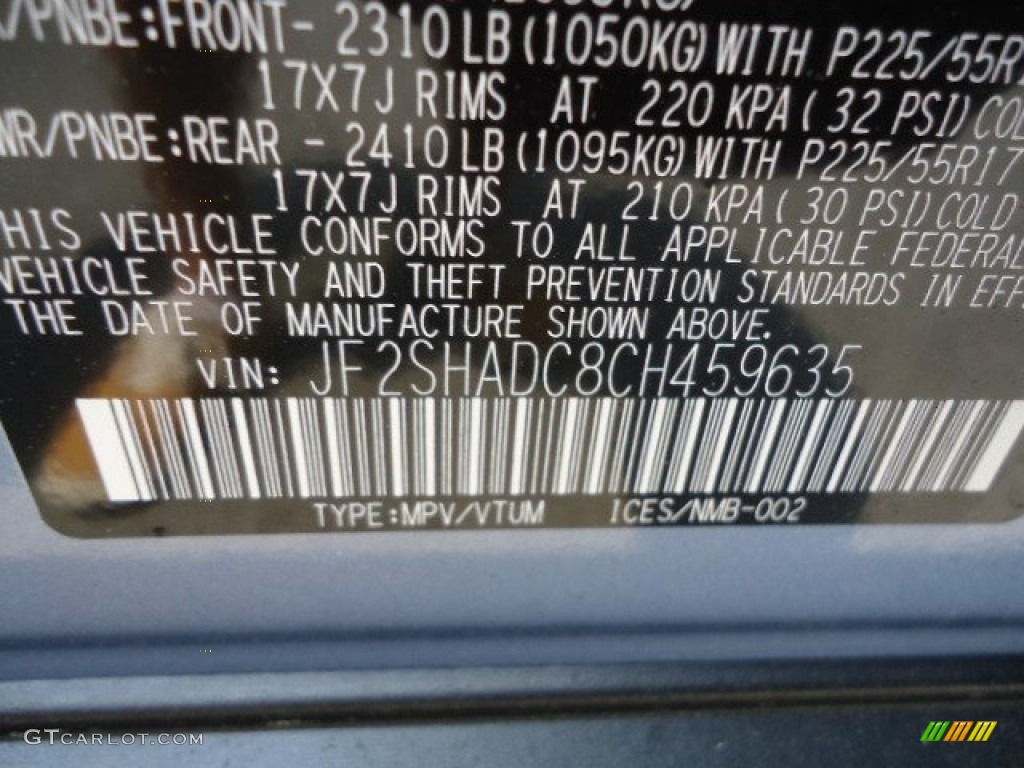 /PNBE:FRONT- 2310 LB (1050KG) WITH P225/55R
17X7J RIMS AT 220 KPA ( 32 PSI) COL
WR/PNBE:REAR - 2410 LB (1095KG) WITH P225/55R17
17X7J RIMS AT 210 KPA ( 30 PSI) COLD
HIS VEHICLE CONFORMS TO ALL APPLICABLE FEDERAL
VEHICLE SAFETY AND THEFT PREVENTION STANDARDS IN EFF
THE DATE OF MANUFACTURE SHOWN ABOVE.
VIN: JF2SHADC8CH459635
TYPE:MPV/VTUM ICES/NMB-002
GTCARLOT.COM